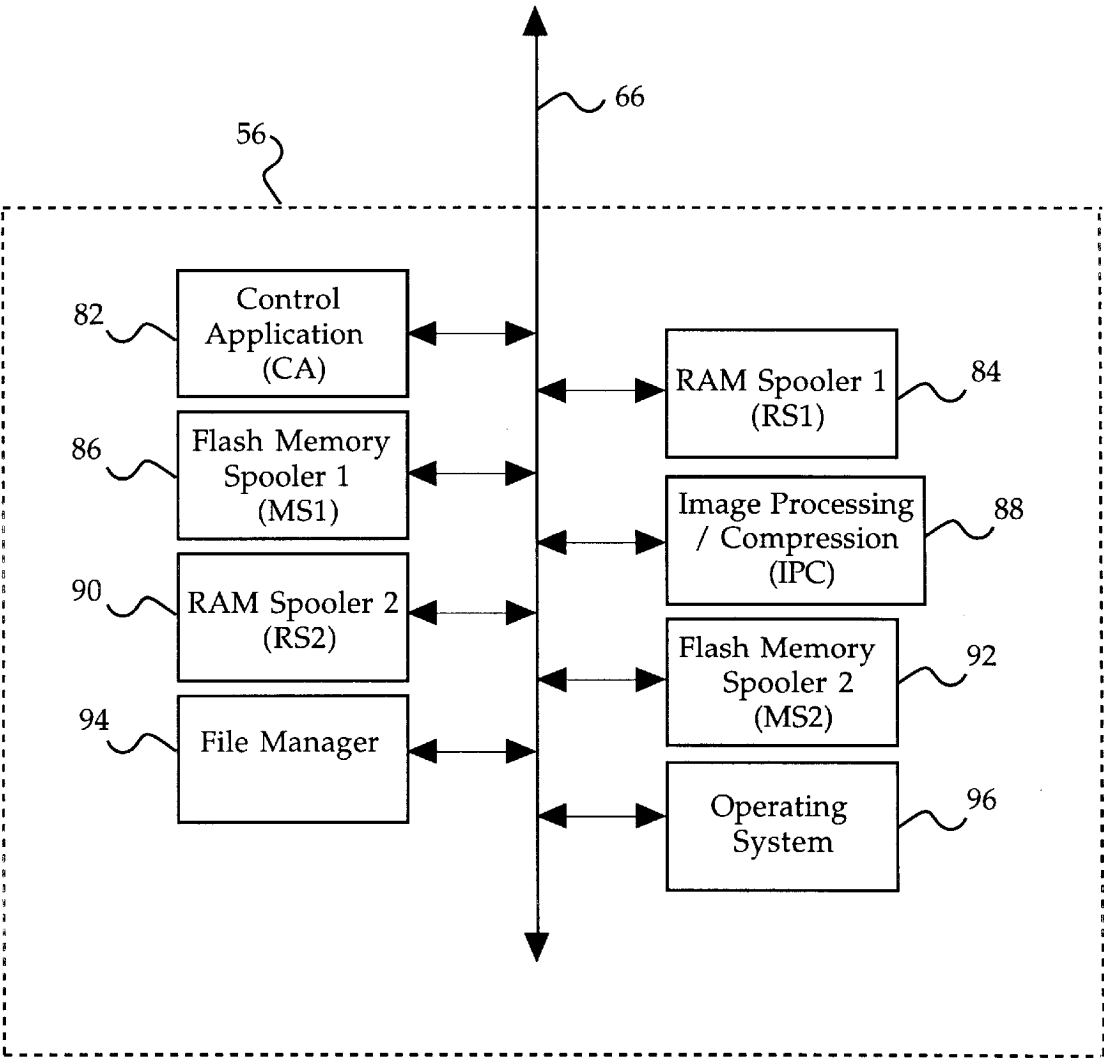 66
56
82
Control
Application
(CA)
84
RAM Spooler 1
(RS1)
86
Flash Memory
Spooler 1
(MS1)
88
Image Processing
/ Compression
(IPC)
90
RAM Spooler 2
(RS2)
92
Flash Memory
Spooler 2
(MS2)
94
File Manager
96
Operating
System